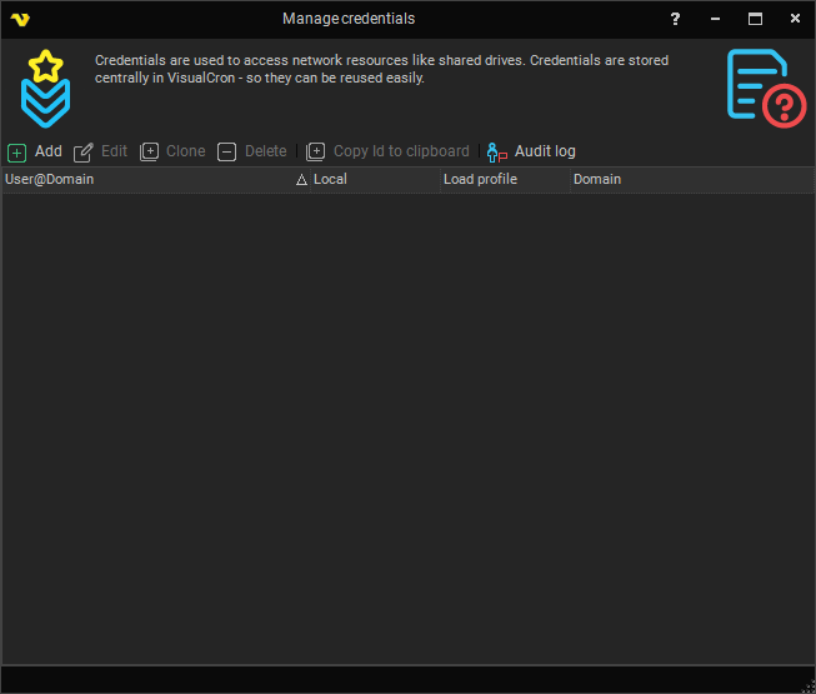 Manage credentials
Credentials are used to access network resources like shared drives. Credentials are stored
centrally in VisualCron - so they can be reused easily.
Add Edit Clone Delete Copy Id to clipboard Audit log
User@Domain Local Load profile Domain